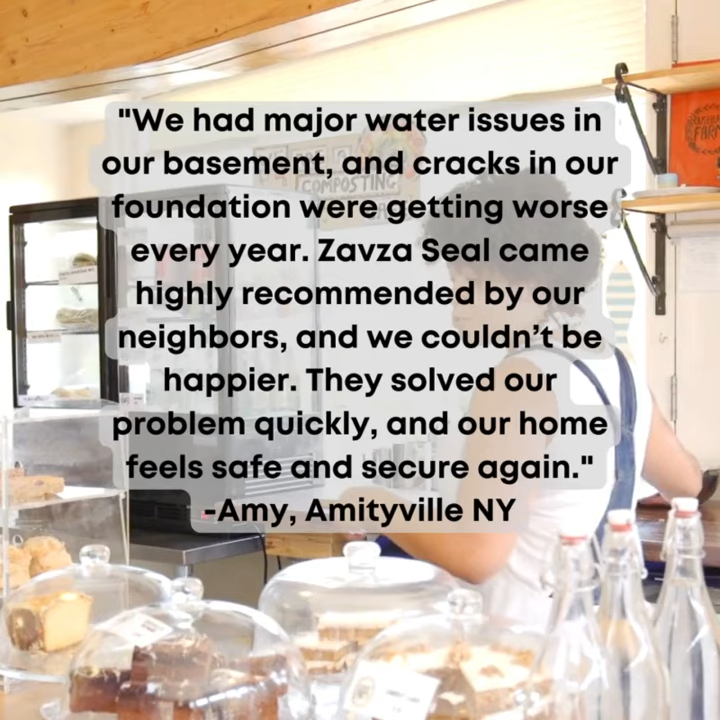 "We had major water issues in
our basement, and cracks in our
foundation were getting worse
every year. Zavza Seal came
highly recommended by our
neighbors, and we couldn’t be
happier. They solved our
problem quickly, and our home
feels safe and secure again."
-Amy, Amityville NY
COMPOSTING